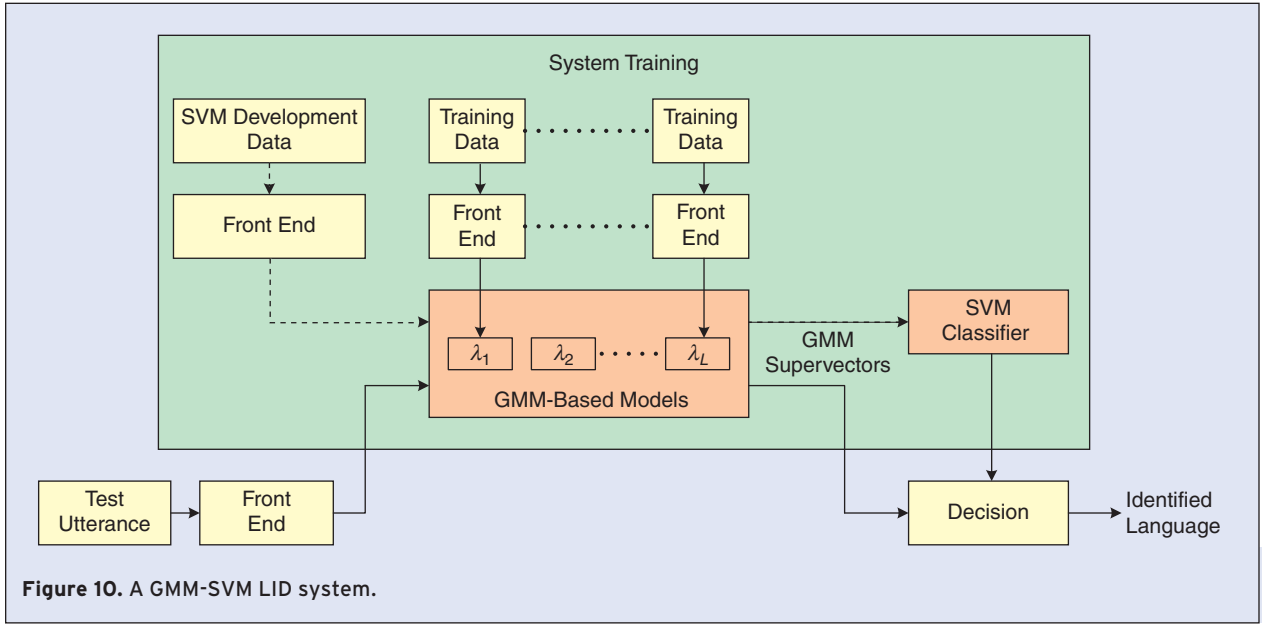 System Training
SVM Development
Data
Training
Data
Training
Data
Front End
Front
End
Front
End
λ1
λ2
λL
GMM-Based Models
GMM
Supervectors
SVM
Classifier
Test
Utterance
Front
End
Decision
Identified
Language
Figure 10. A GMM-SVM LID system.